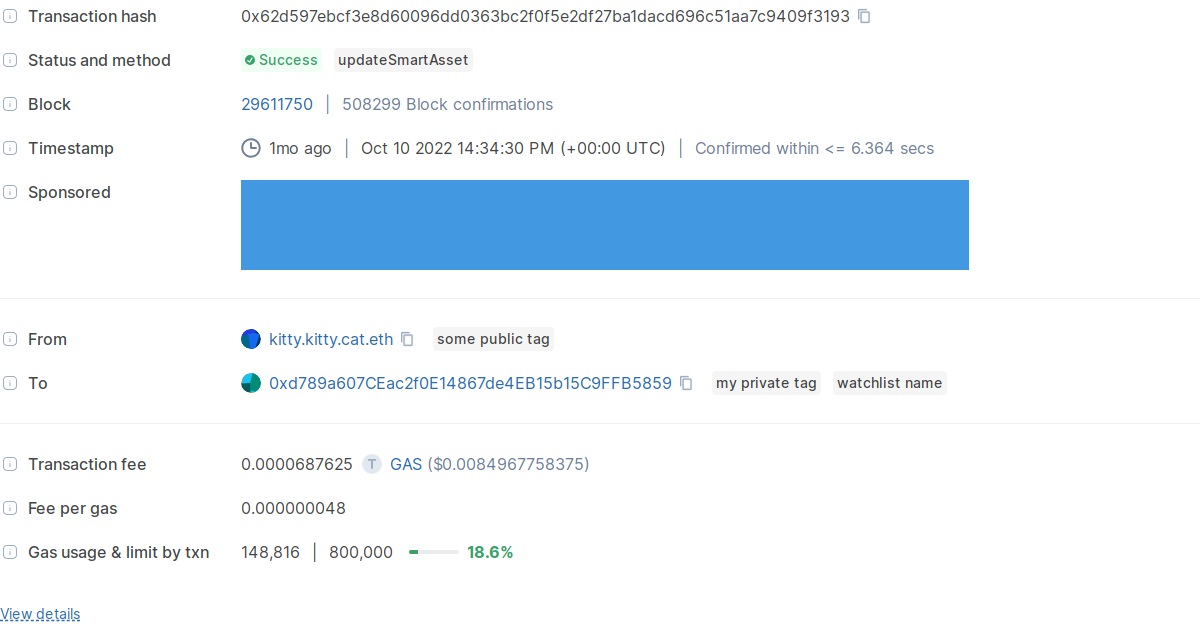 Transaction hash 0x62d597ebcf3e8d60096dd0363bc2f0f5e2df27ba1dacd696c51aa7c9409f3193
Status and method Success updateSmartAsset
Block 29611750 | 508299 Block confirmations
Timestamp 1mo ago | Oct 10 2022 14:34:30 PM (+00:00 UTC) | Confirmed within <= 6.364 secs
Sponsored
From kitty.kitty.cat.eth some public tag
To 0xd789a607CEac2f0E14867de4EB15b15C9FFB5859 my private tag watchlist name
Transaction fee 0.0000687625 T GAS ($0.0084967758375)
Fee per gas 0.000000048
Gas usage & limit by txn 148,816 | 800,000 18.6%
View details